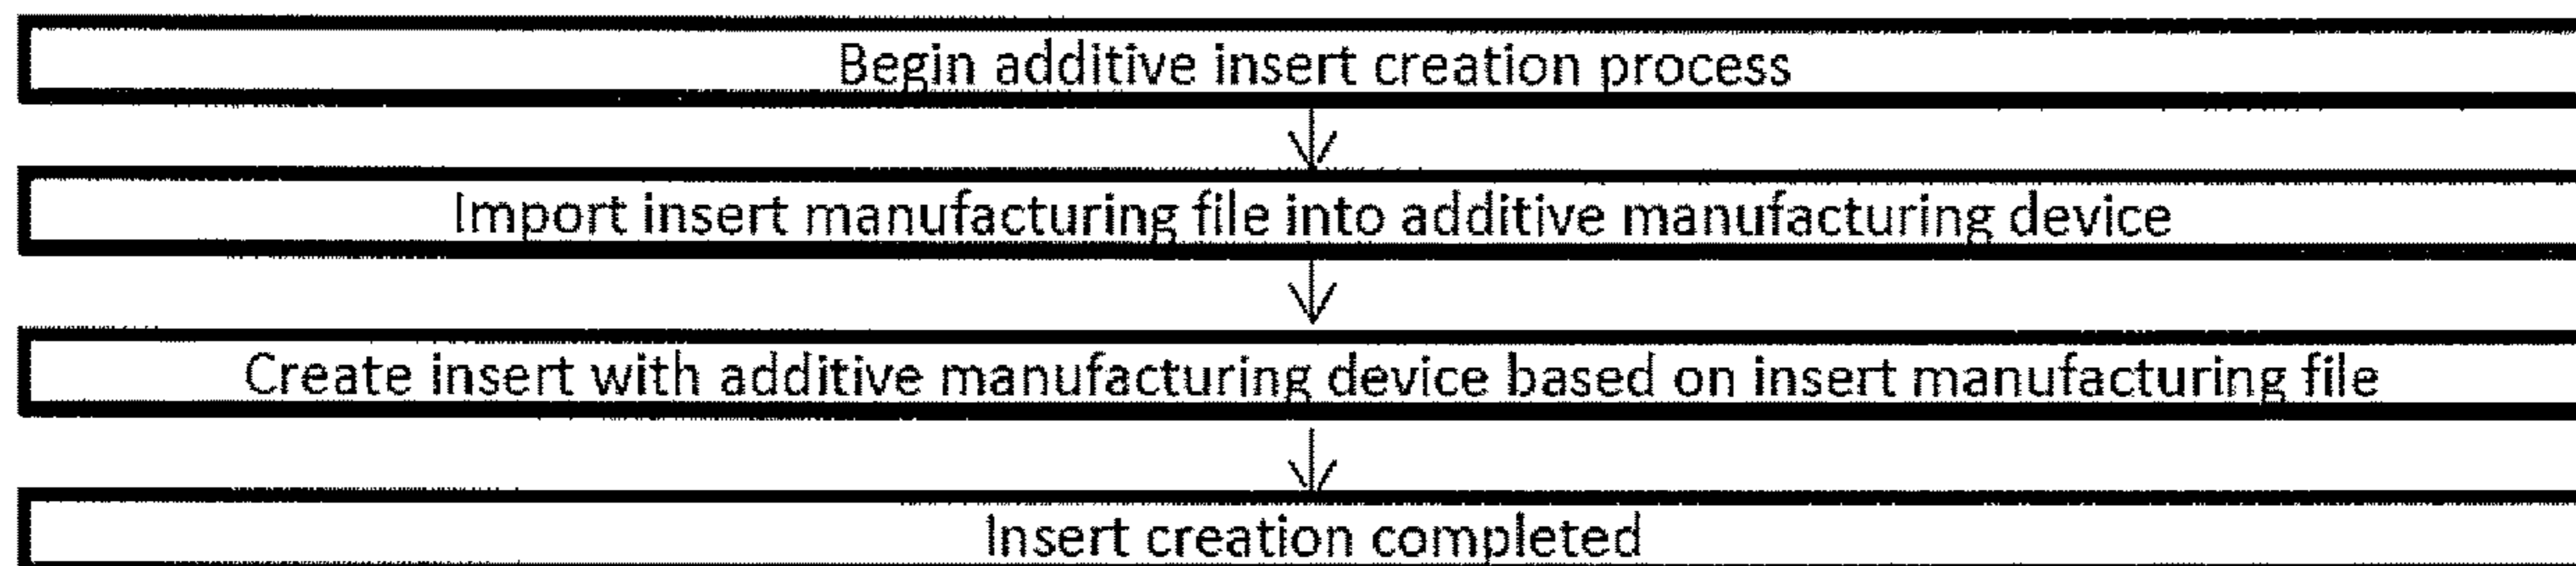 Begin additive insert creation process
Import insert manufacturing file into additive manufacturing device
Create insert with additive manufacturing device based on insert manufacturing file
Insert creation completed